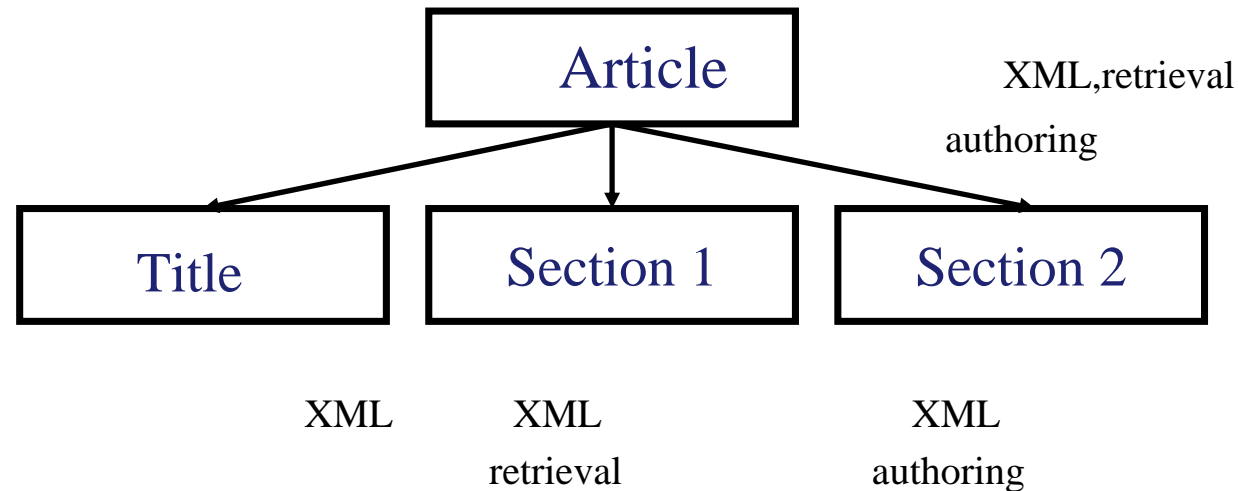 Article
XML,retrieval
authoring
Title
Section 1
Section 2
XML
XML
XML
retrieval
authoring